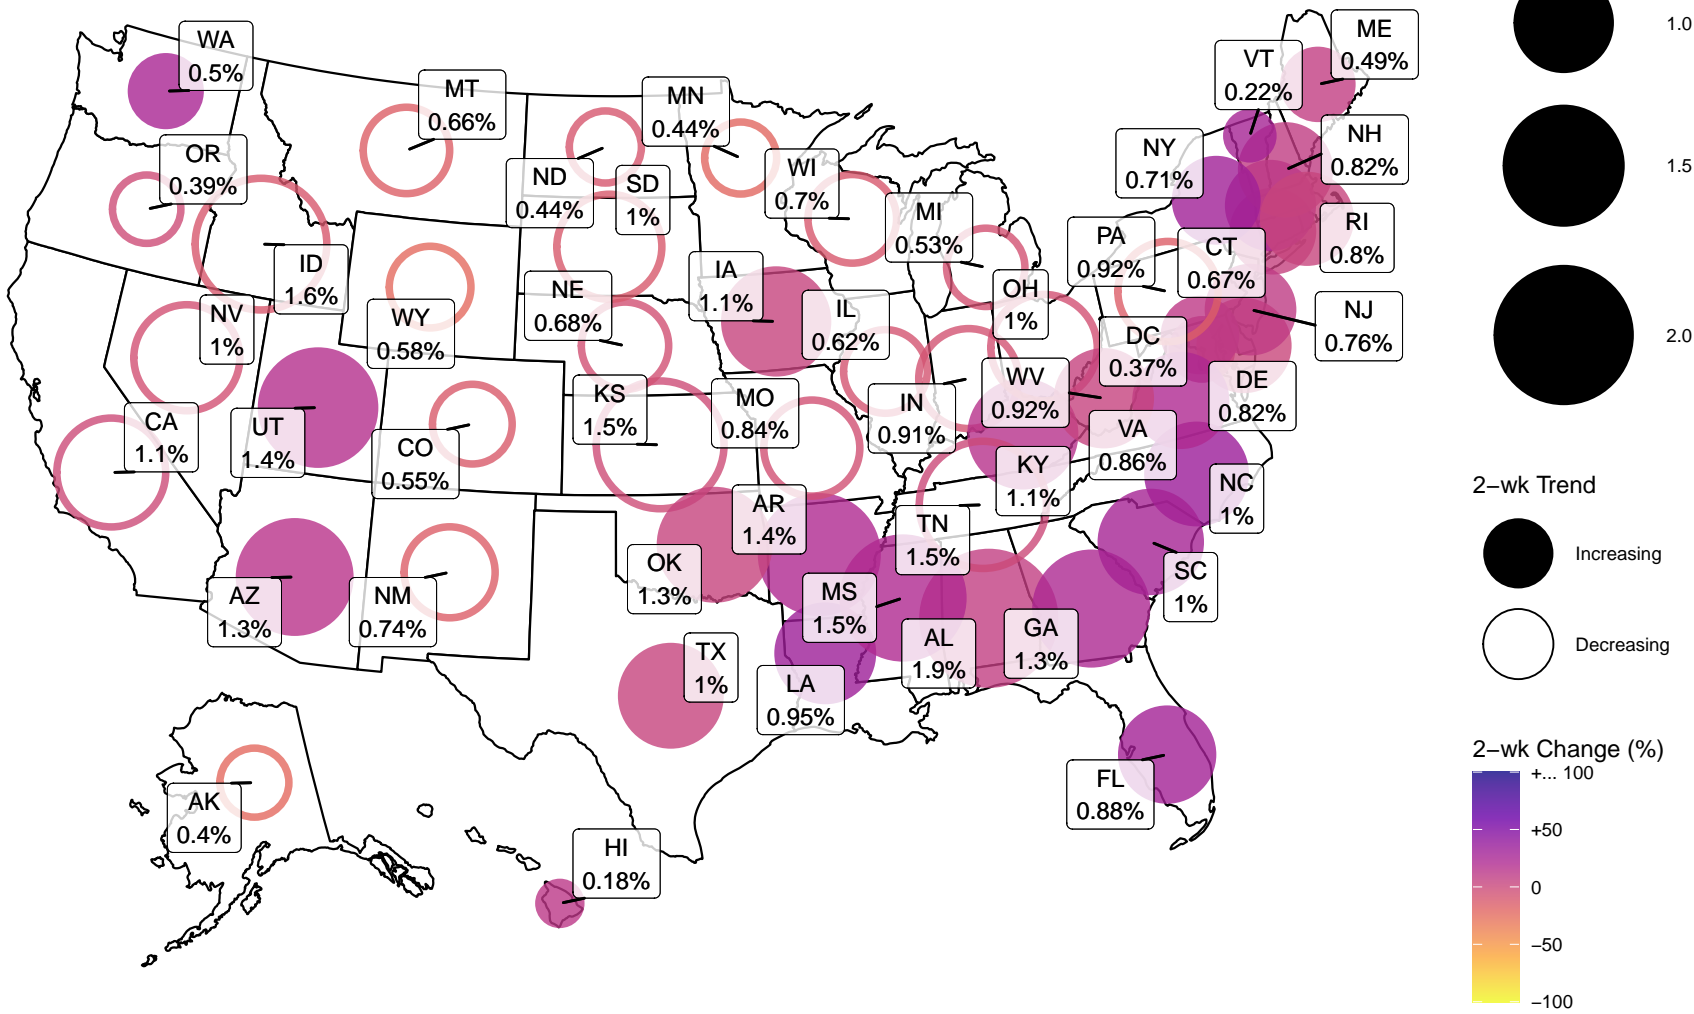 WA
0.5%
OR
0.39%
MT
0.66%
ND
0.44%
SD
1%
MN
0.44%
WI
0.7%
MI
0.53%
VT
0.22%
ME
0.49%
NY
0.71%
NH
0.82%
RI
0.8%
PA
0.92%
CT
0.67%
NJ
0.76%
ID
1.6%
NV
1%
WY
0.58%
NE
0.68%
IA
1.1%
IL
0.62%
OH
1%
DC
0.37%
DE
0.82%
CA
1.1%
UT
1.4%
CO
0.55%
KS
1.5%
MO
0.84%
IN
0.91%
WV
0.92%
VA
0.86%
KY
1.1%
NC
1%
AZ
1.3%
NM
0.74%
OK
1.3%
AR
1.4%
TN
1.5%
SC
1%
MS
1.5%
AL
1.9%
GA
1.3%
TX
1%
LA
0.95%
FL
0.88%
AK
0.4%
HI
0.18%
1.0
1.5
2.0
2−wk Trend
Increasing
Decreasing
2−wk Change (%)
+... 100
+50
0
−50
−100